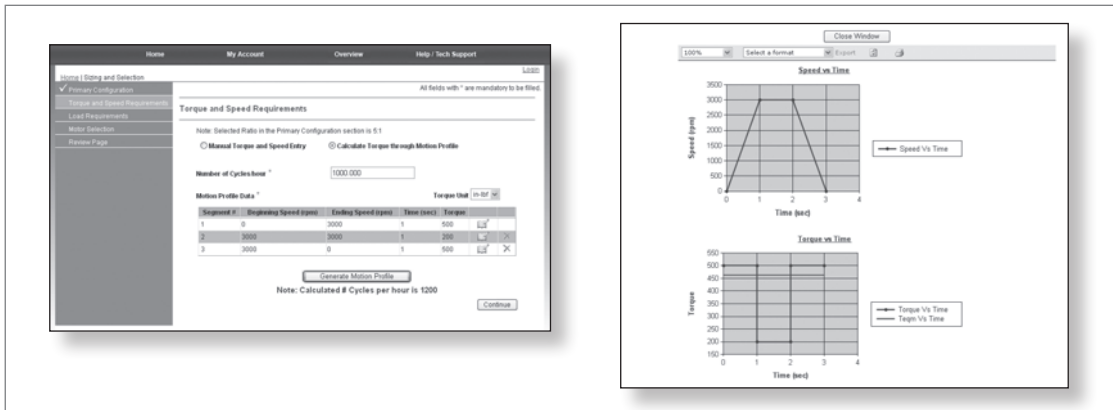 Home My Account Overview Help / Tech Support
Login
Home | Sizing and Selection
All fields with * are mandatory to be filled.
Primary Configuration
Torque and Speed Requirements
Load Requirements
Motor Selection
Review Page
Torque and Speed Requirements
Note: Selected Ratio in the Primary Configuration section is 5:1
Manual Torque and Speed Entry Calculate Torque through Motion Profile
Number of Cycles/hour * 1000.000
Motion Profile Data * Torque Unit in-lbf
Segment # Beginning Speed (rpm) Ending Speed (rpm) Time (sec) Torque
1 0 3000 1 500
2 3000 3000 1 200
3 3000 0 1 500
Generate Motion Profile
Note: Calculated # Cycles per hour is 1200
Continue
Close Window
100% Select a format Export
Speed vs Time
Speed (rpm)
3500
3000
2500
2000
1500
1000
500
0
0 1 2 3 4
Time (sec)
Speed Vs Time
Torque vs Time
Torque
550
500
450
400
350
300
250
200
150
0 1 2 3 4
Time (sec)
Torque Vs Time
Teqm Vs Time